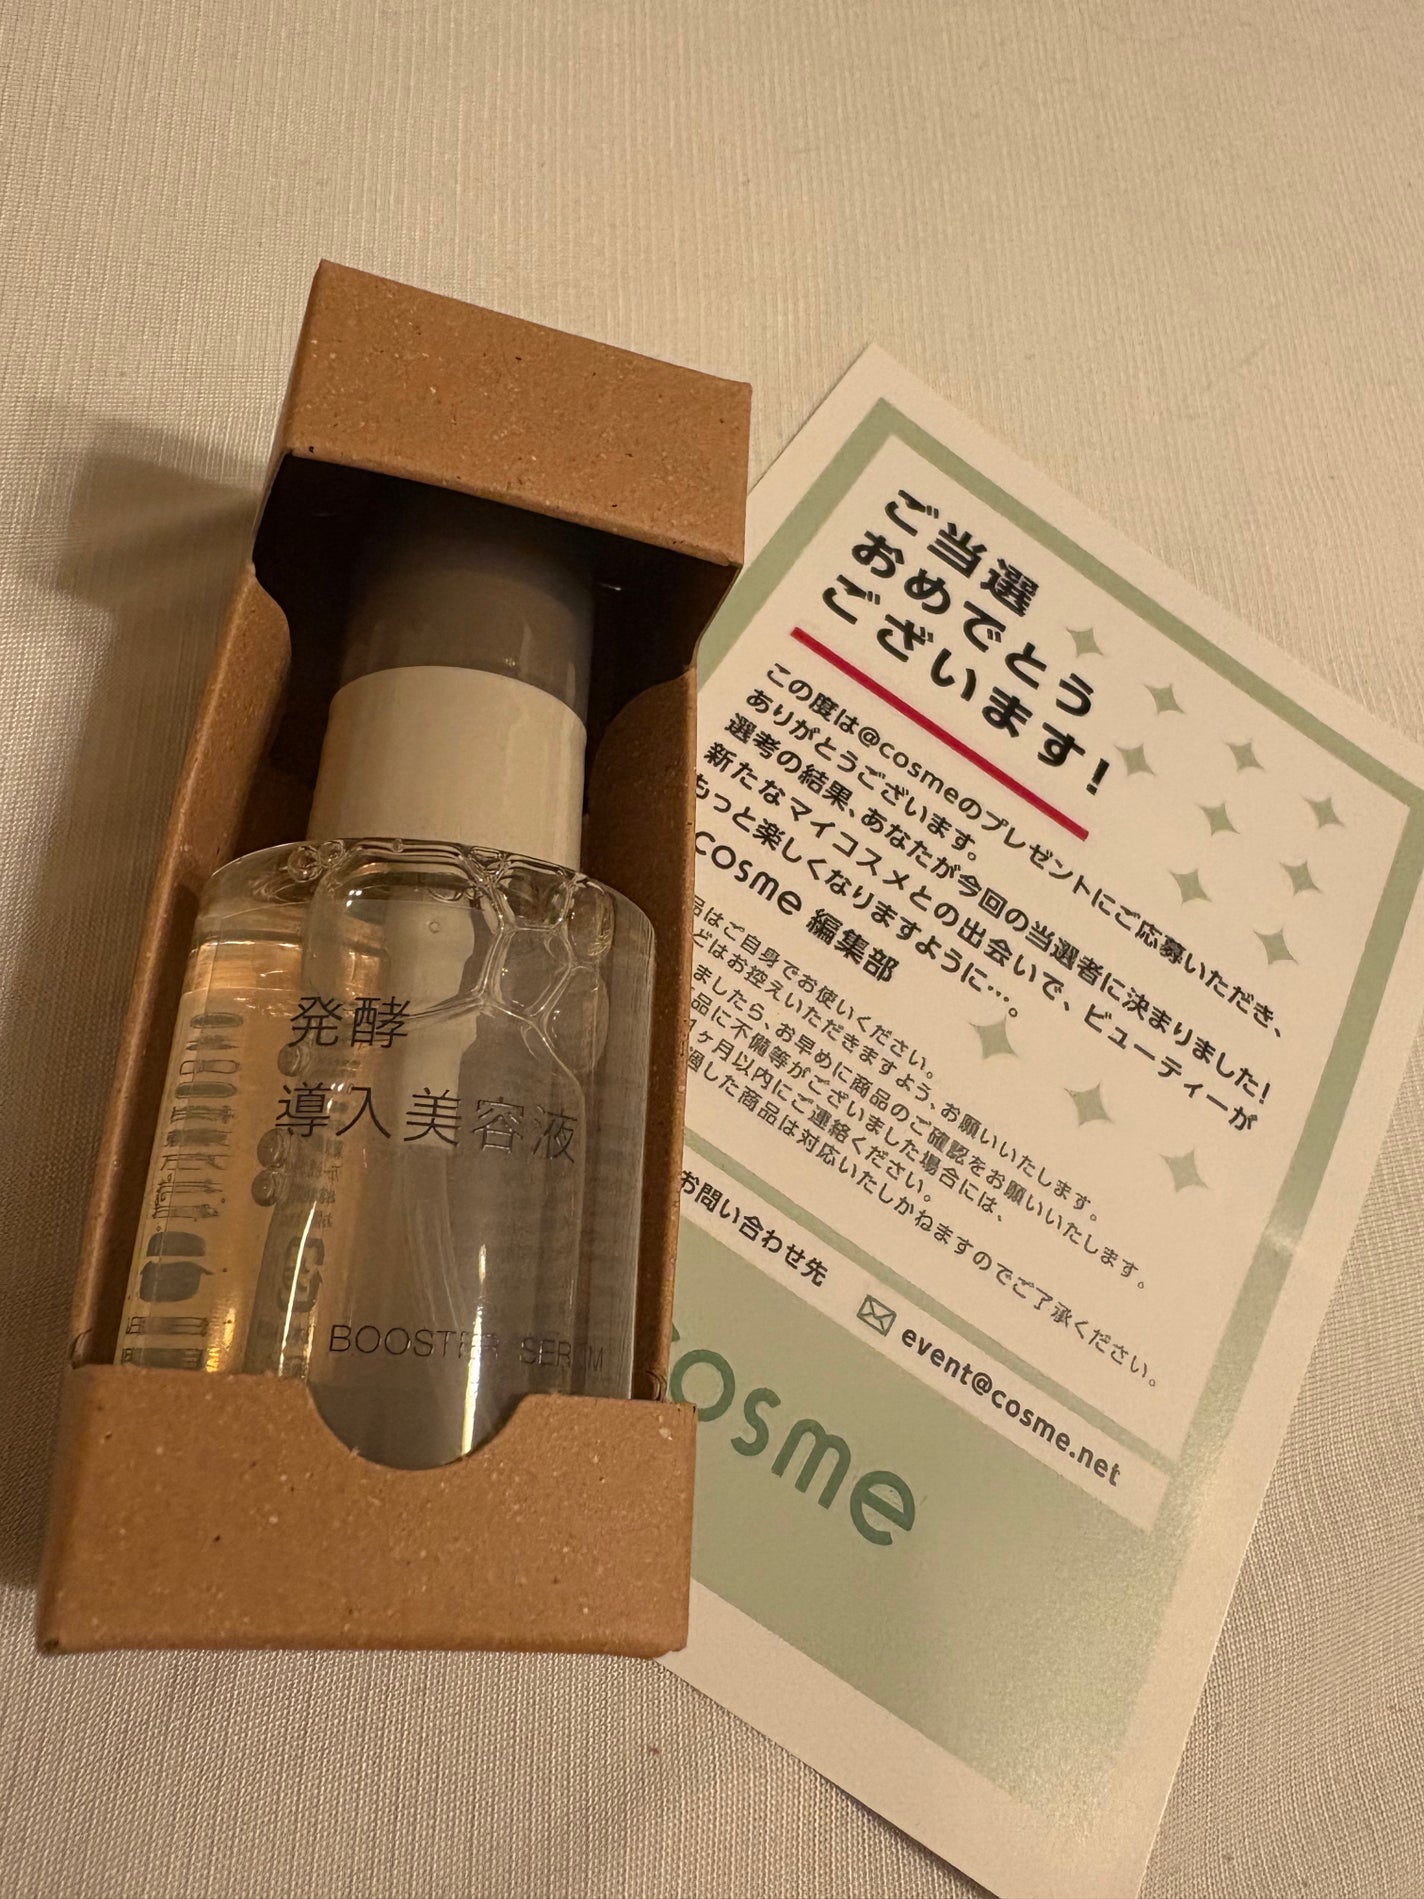 発酵
導入美容液
BOOSTER SERUM
ご当選
おめでとう
ございます!
この度は@cosmeのプレゼントにご応募いただき、
ありがとうございます。
選考の結果、あなたが今回の当選者に決まりました!
新たなマイコスメとの出会いで、ビューティーが
もっと楽しくなりますように…。
cosme 編集部
品はご自身でお使いください。
どはお控えいただきますよう、お願いいたします。
ましたら、お早めに商品のご確認をお願いいたします。
品に不備等がございました場合には、
1ヶ月以内にご連絡ください。
過した商品は対応いたしかねますのでご了承ください。
お問い合わせ先
event@cosme.net
cosme